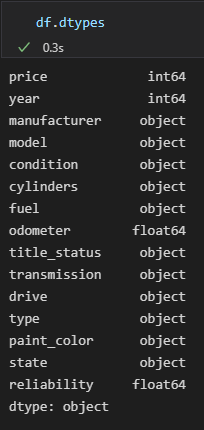 df.dtypes
✓ 0.3s
price int64
year int64
manufacturer object
model object
condition object
cylinders object
fuel object
odometer float64
title_status object
transmission object
drive object
type object
paint_color object
state object
reliability float64
dtype: object